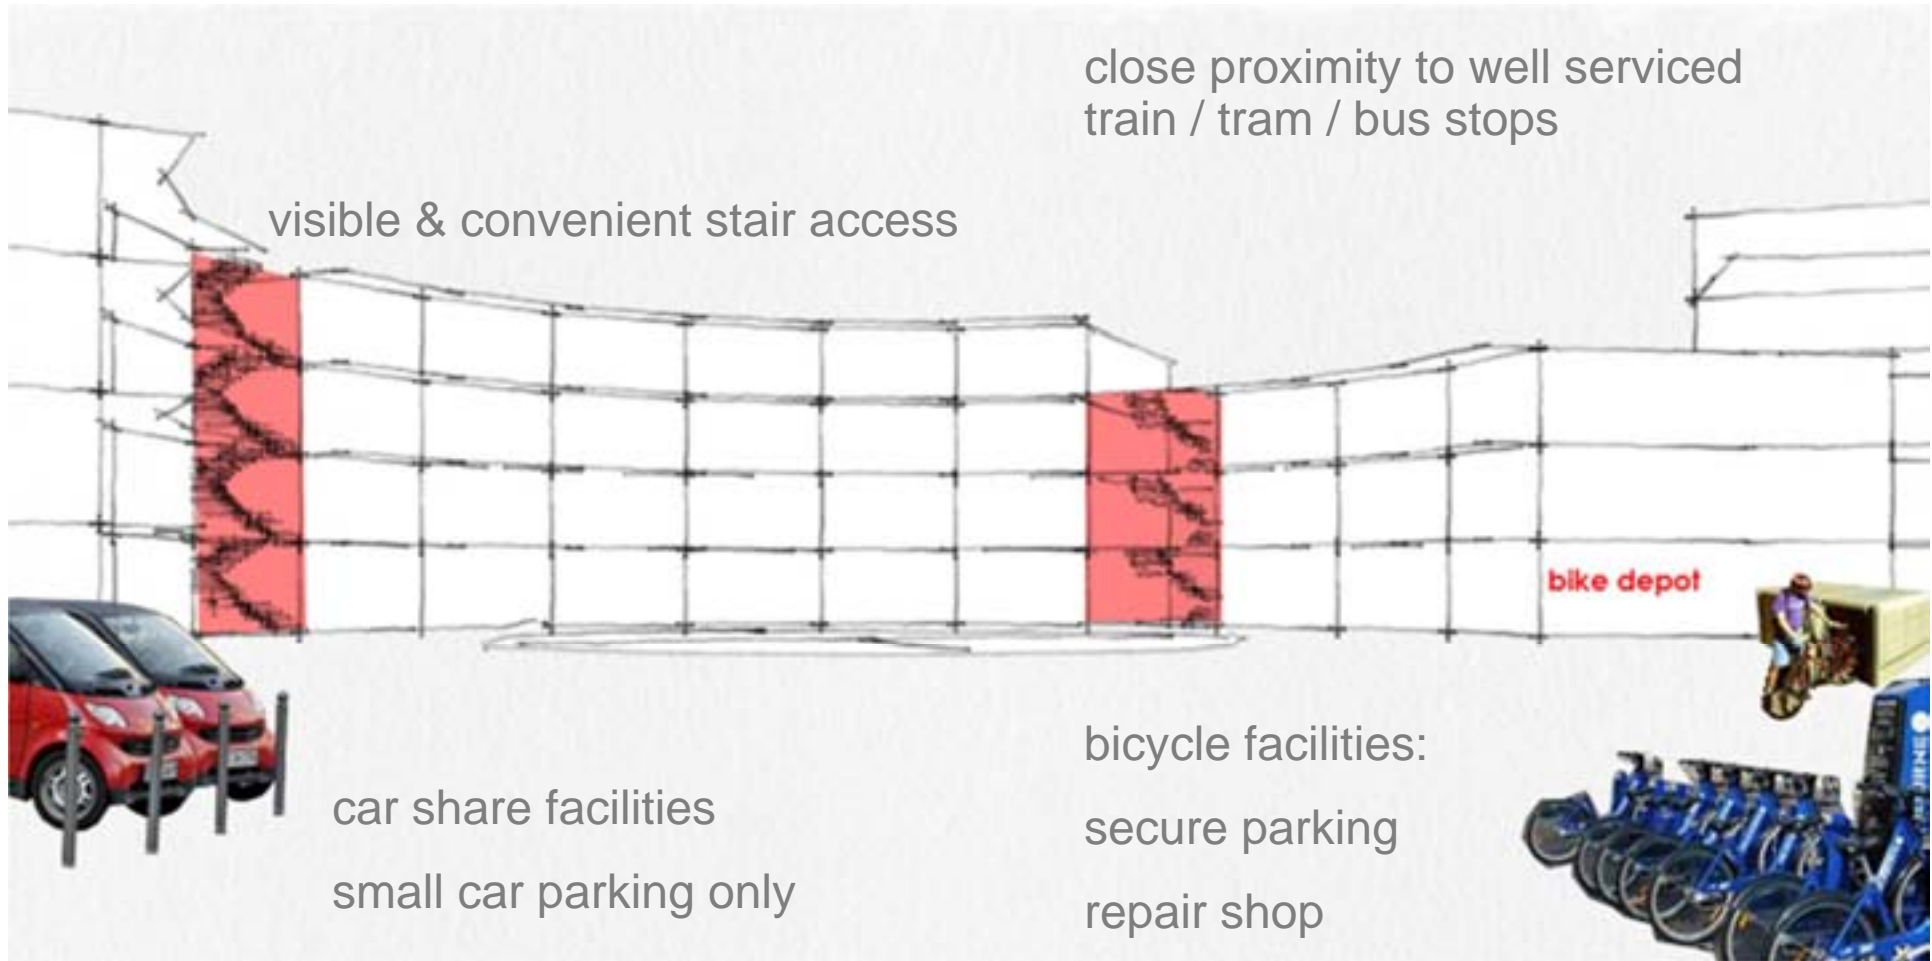 close proximity to well serviced
train / tram / bus stops
visible & convenient stair access
bike depot
car share facilities
small car parking only
bicycle facilities:
secure parking
repair shop